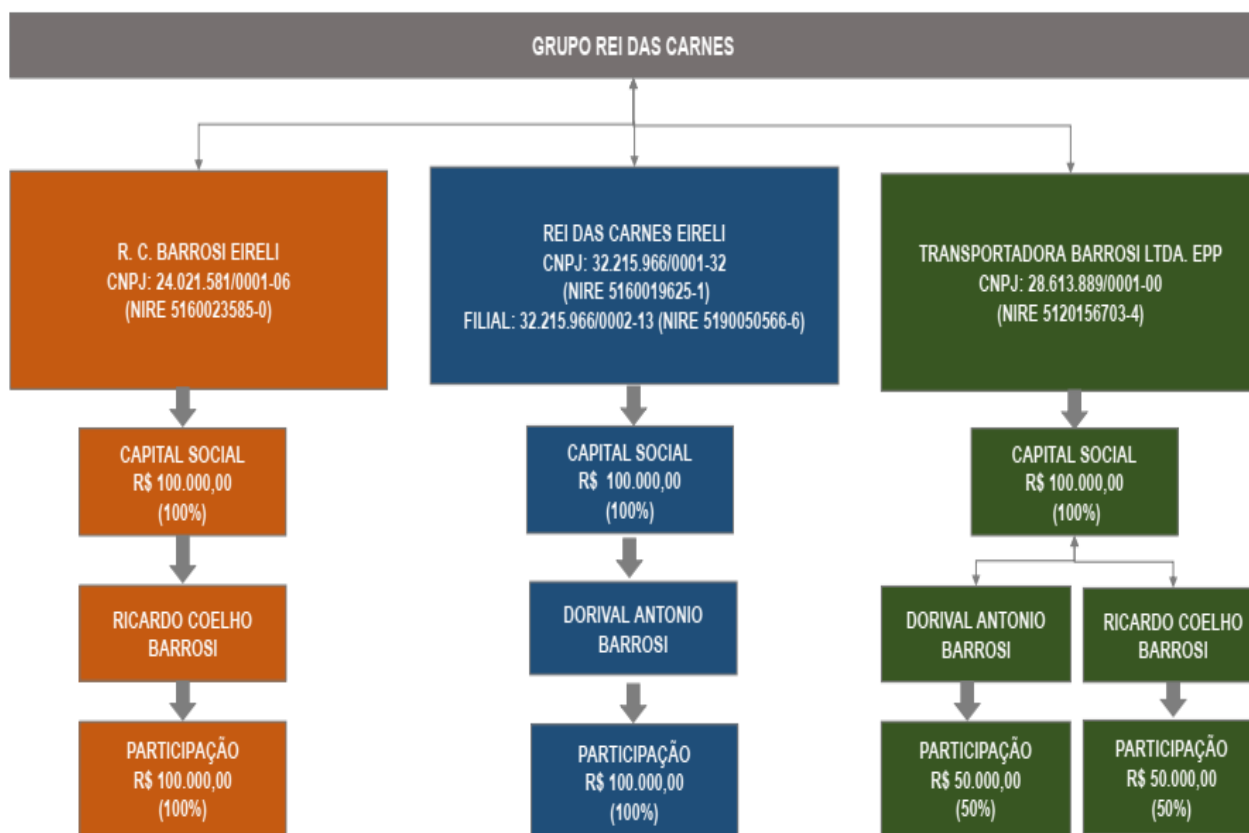 GRUPO REI DAS CARNES
R. C. BARROSI EIRELI
CNPJ: 24.021.581/0001-06
(NIRE 5160023585-0)
CAPITAL SOCIAL
R$ 100.000,00
(100%)
RICARDO COELHO
BARROSI
PARTICIPAÇÃO
R$ 100.000,00
(100%)
REI DAS CARNES EIRELI
CNPJ: 32.215.966/0001-32
(NIRE 5160019625-1)
FILIAL: 32.215.966/0002-13 (NIRE 5190050566-6)
CAPITAL SOCIAL
R$ 100.000,00
(100%)
DORIVAL ANTONIO
BARROSI
PARTICIPAÇÃO
R$ 100.000,00
(100%)
TRANSPORTADORA BARROSI LTDA. EPP
CNPJ: 28.613.889/0001-00
(NIRE 5120156703-4)
CAPITAL SOCIAL
R$ 100.000,00
(100%)
DORIVAL ANTONIO
BARROSI
PARTICIPAÇÃO
R$ 50.000,00
(50%)
RICARDO COELHO
BARROSI
PARTICIPAÇÃO
R$ 50.000,00
(50%)